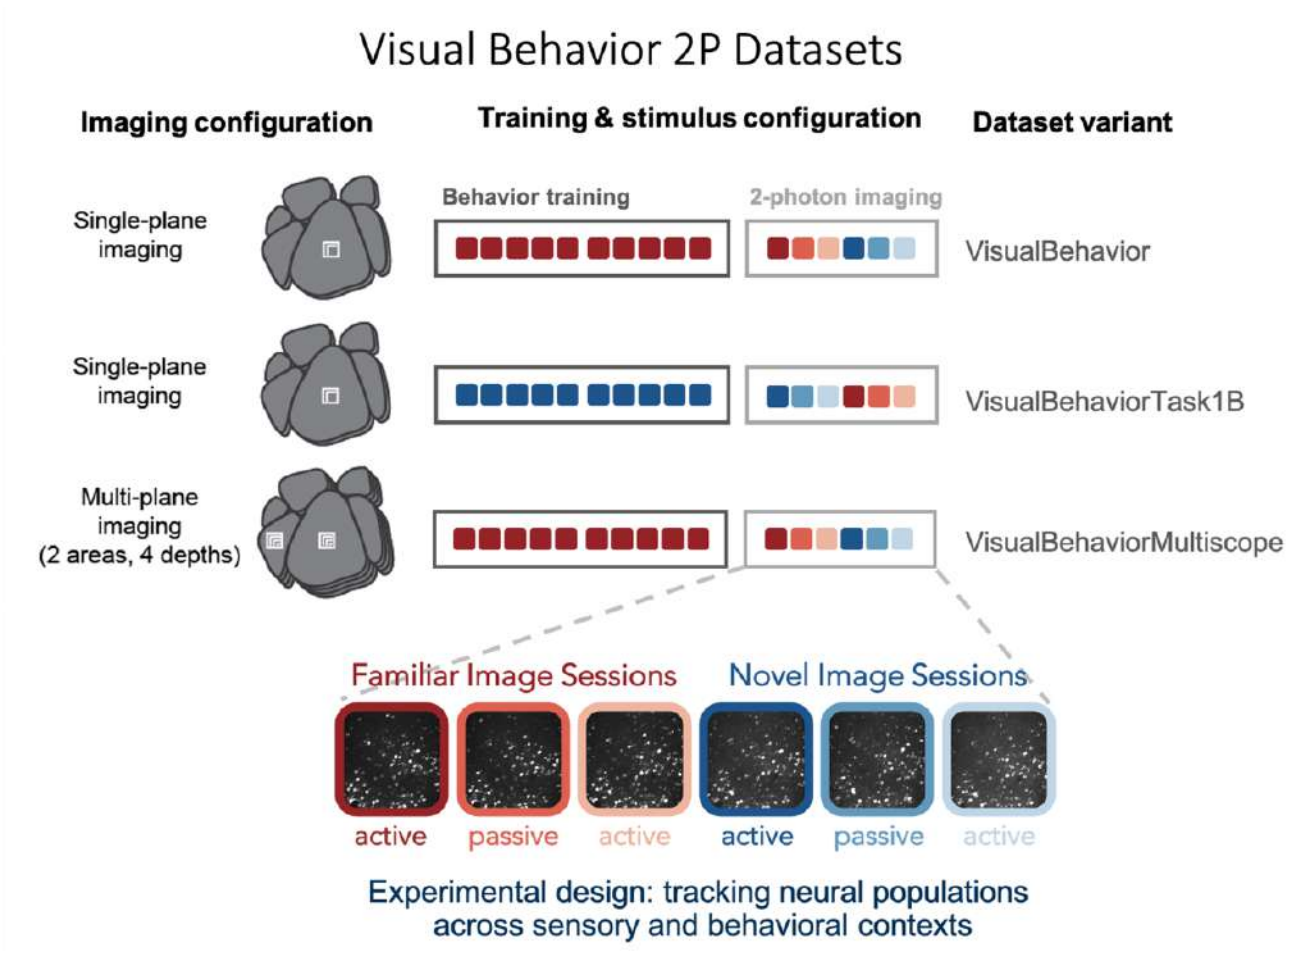 Visual Behavior 2P Datasets
Imaging configuration
Training & stimulus configuration
Dataset variant
Single-plane
imaging
Behavior training
2-photon imaging
VisualBehavior
Single-plane
imaging
VisualBehaviorTask1B
Multi-plane
imaging
(2 areas, 4 depths)
VisualBehaviorMultiscope
Familiar Image Sessions
Novel Image Sessions
active
passive
active
active
passive
active
Experimental design: tracking neural populations
across sensory and behavioral contexts